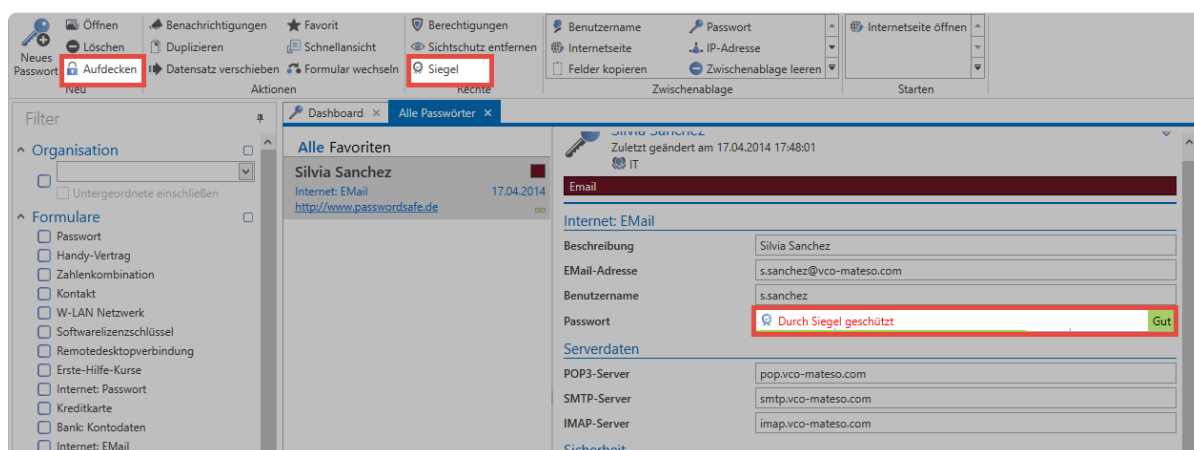 Neues Passwort
Öffnen
Löschen
Aufdecken
Neu
Benachrichtigungen
Duplizieren
Datensatz verschieben
Favorit
Schnellansicht
Formular wechseln
Aktionen
Berechtigungen
Sichtschutz entfernen
Siegel
Rechte
Benutzername
Internetseite
Felder kopieren
Passwort
IP-Adresse
Zwischenablage leeren
Zwischenablage
Internetseite öffnen
Starten
Filter
Organisation
Untergeordnete einschließen
Formulare
Passwort
Handy-Vertrag
Zahlenkombination
Kontakt
W-LAN Netzwerk
Softwarelizenzschlüssel
Remotedesktopverbindung
Erste-Hilfe-Kurse
Internet: Passwort
Kreditkarte
Bank: Kontodaten
Internet: EMail
Dashboard
Alle Passwörter
Alle Favoriten
Silvia Sanchez
Internet: EMail 17.04.2014
http://www.passwordsafe.de
Silvia Sanchez
Zuletzt geändert am 17.04.2014 17:48:01
IT
Email
Internet: EMail
Beschreibung Silvia Sanchez
EMail-Adresse s.sanchez@vco-mateso.com
Benutzername s.sanchez
Passwort Durch Siegel geschützt Gut
Serverdaten
POP3-Server pop.vco-mateso.com
SMTP-Server smtp.vco-mateso.com
IMAP-Server imap.vco-mateso.com
Sicherheit